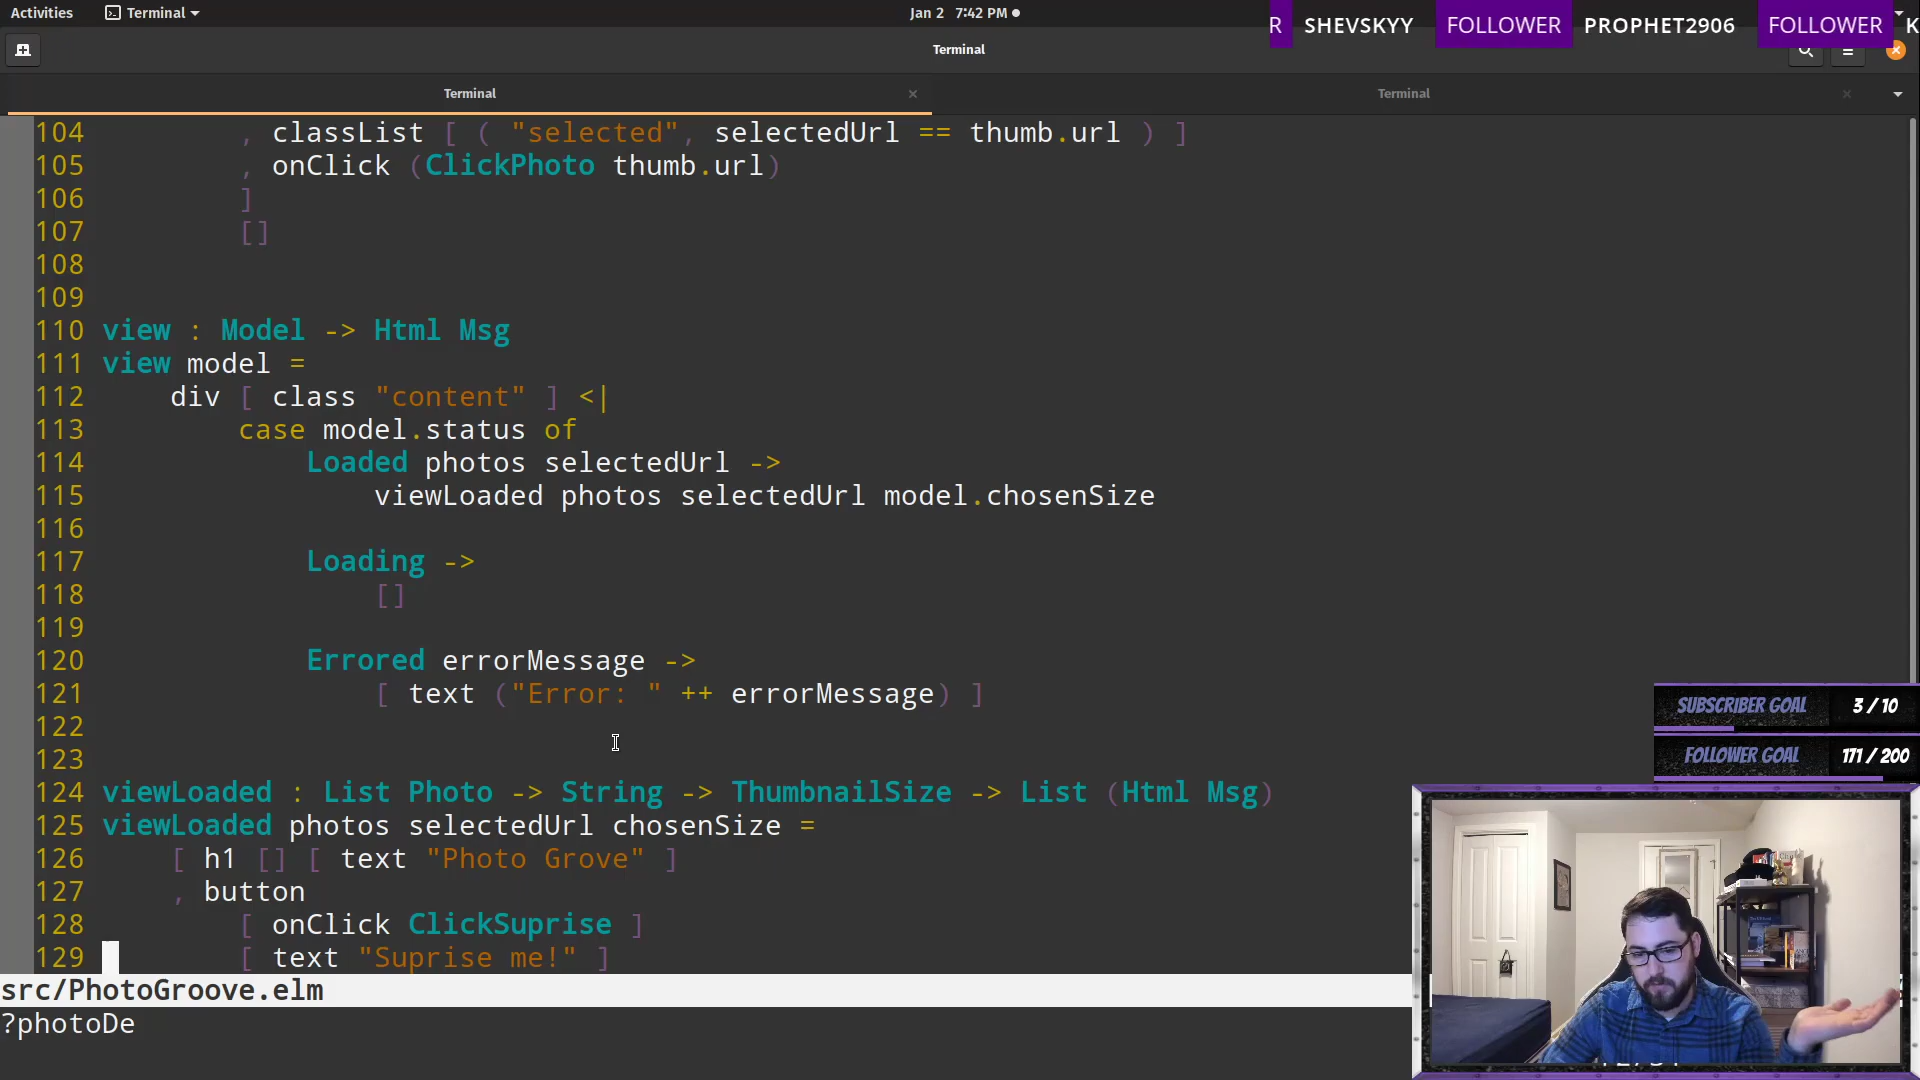 Activities
Terminal
Jan 2 7:42 PM
R SHEVSKYY FOLLOWER PROPHET2906 FOLLOWER K
Terminal
Terminal
Terminal
104 , classList [ ( "selected", selectedUrl == thumb.url ) ]
105 , onClick (ClickPhoto thumb.url)
106 ]
107 []
108
109
110 view : Model -> Html Msg
111 view model =
112 div [ class "content" ] <|
113 case model.status of
114 Loaded photos selectedUrl ->
115 viewLoaded photos selectedUrl model.chosenSize
116
117 Loading ->
118 []
119
120 Errored errorMessage ->
121 [ text ("Error: " ++ errorMessage) ]
122
123
124 viewLoaded : List Photo -> String -> ThumbnailSize -> List (Html Msg)
125 viewLoaded photos selectedUrl chosenSize =
126 [ h1 [] [ text "Photo Grove" ]
127 , button
128 [ onClick ClickSuprise ]
129 [ text "Suprise me!" ]
src/PhotoGroove.elm
?photoDe
SUBSCRIBER GOAL 3 / 10
FOLLOWER GOAL 171 / 200